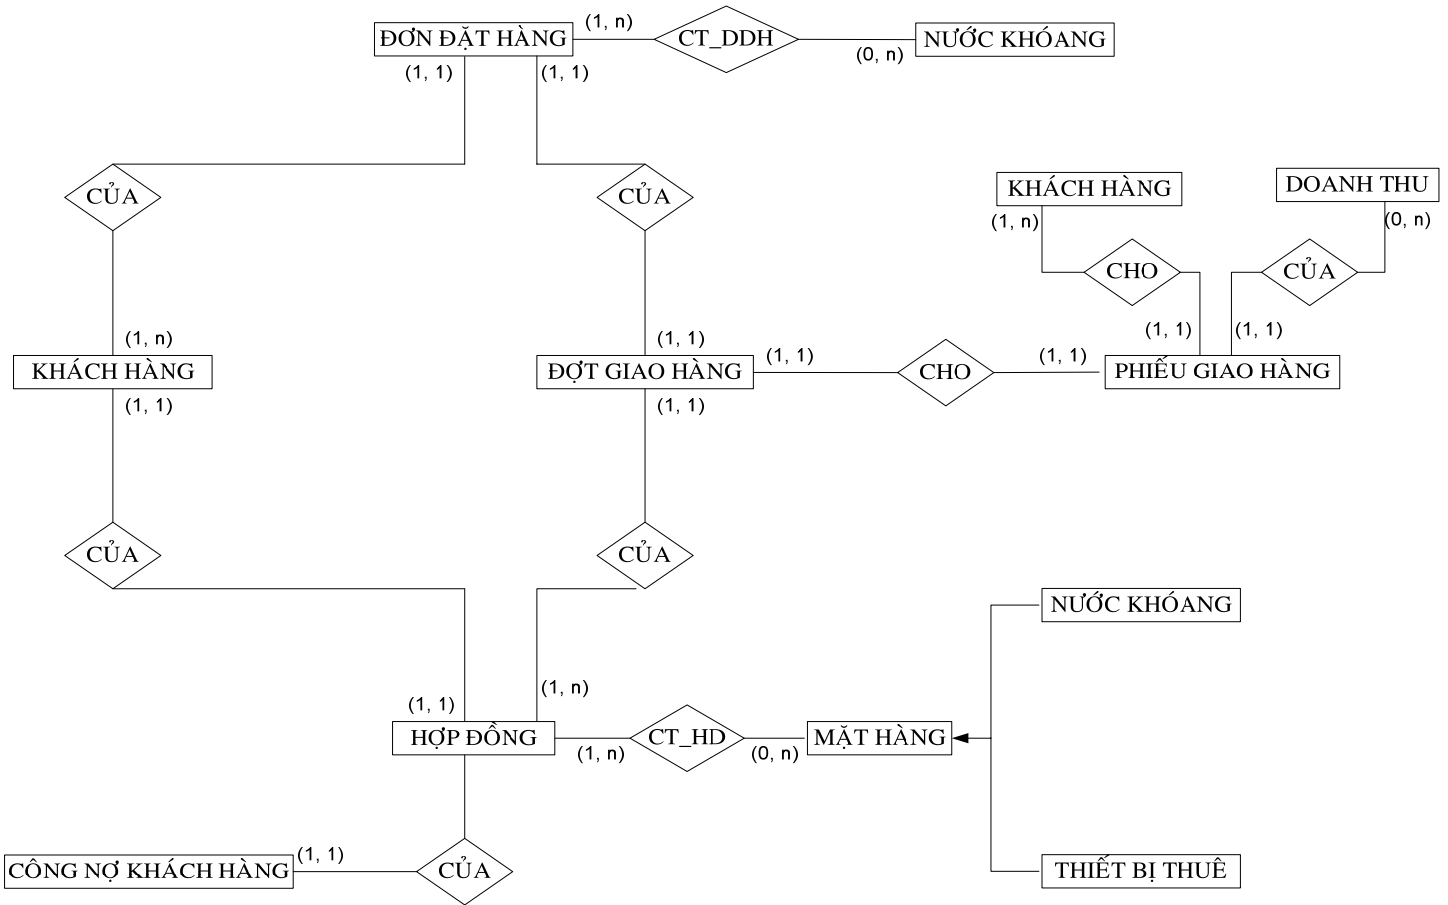 ĐƠN ĐẶT HÀNG
(1, n)
CT_DDH
(0, n)
NƯỚC KHÓANG
(1, 1)
(1, 1)
CỦA
CỦA
KHÁCH HÀNG
(1, n)
DOANH THU
(0, n)
CHO
CỦA
(1, 1)
(1, 1)
(1, n)
KHÁCH HÀNG
(1, 1)
(1, 1)
ĐỢT GIAO HÀNG
(1, 1)
(1, 1)
CHO
(1, 1)
PHIẾU GIAO HÀNG
CỦA
CỦA
NƯỚC KHÓANG
(1, 1)
(1, n)
HỢP ĐỒNG
(1, n)
CT_HD
(0, n)
MẶT HÀNG
CÔNG NỢ KHÁCH HÀNG
(1, 1)
CỦA
THIẾT BỊ THUÊ